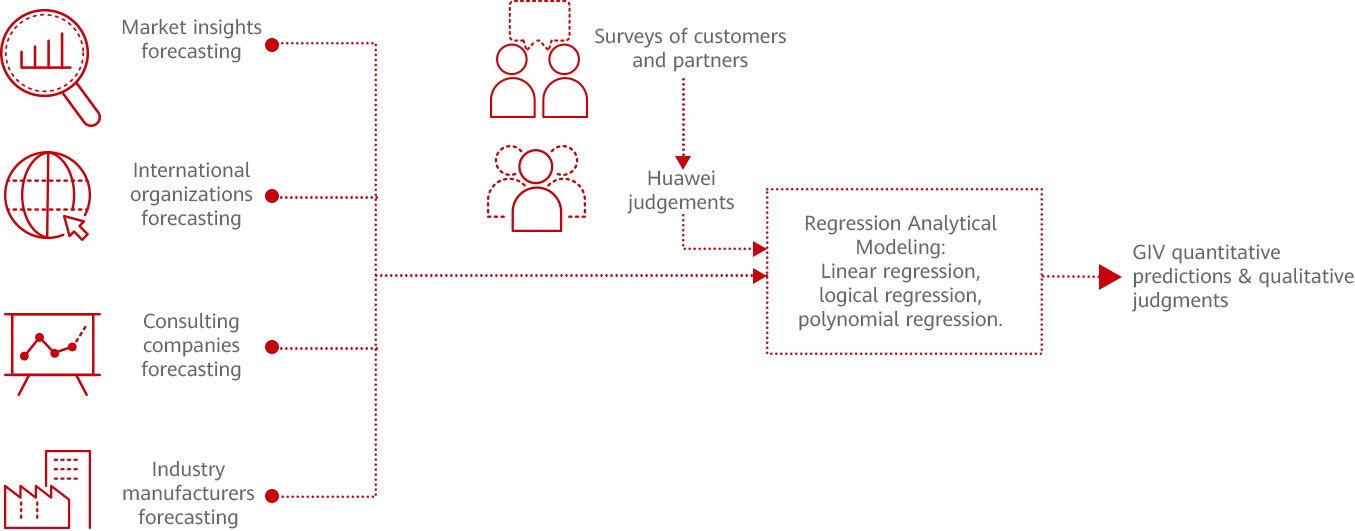 Market insights
forecasting
International
organizations
forecasting
Consulting
companies
forecasting
Industry
manufacturers
forecasting
Surveys of customers
and partners
Huawei
judgements
Regression Analytical
Modeling:
Linear regression,
logical regression,
polynomial regression.
GIV quantitative
predictions & qualitative
judgments